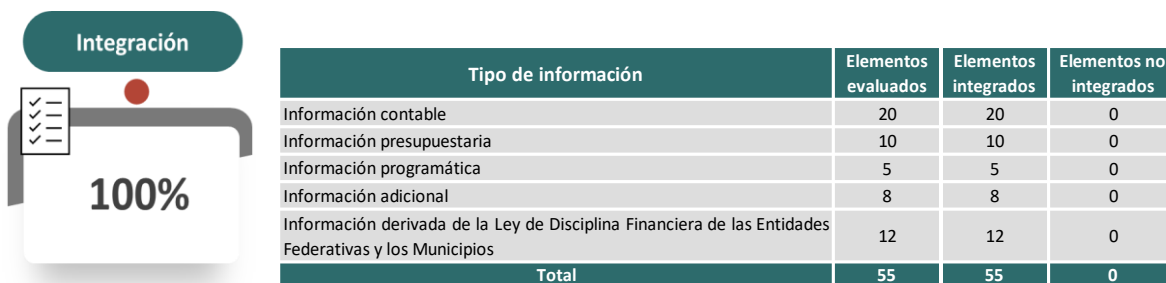 Integración
100%
Tipo de información Elementos evaluados Elementos integrados Elementos no integrados
Información contable 20 20 0
Información presupuestaria 10 10 0
Información programática 5 5 0
Información adicional 8 8 0
Información derivada de la Ley de Disciplina Financiera de las Entidades
Federativas y los Municipios 12 12 0
Total 55 55 0